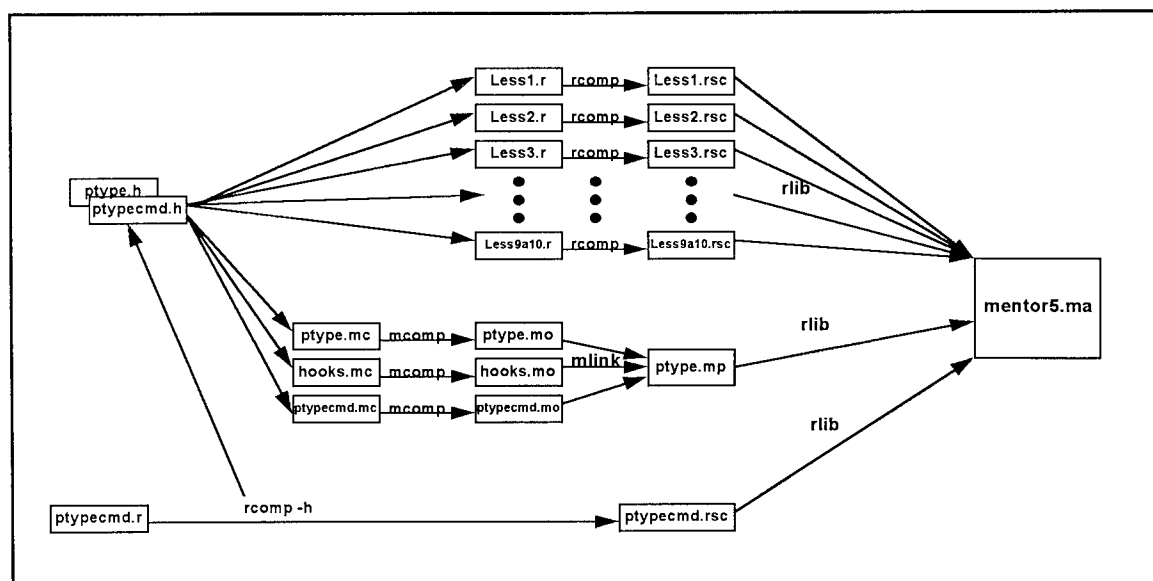 Less1.r rcomp Less1.rsc
Less2.r rcomp Less2.rsc
Less3.r rcomp Less3.rsc
ptype.h
rlib
ptypecmd.h
Less9a10.r rcomp Less9a10.rsc
mentor5.ma
ptype.mc mcomp ptype.mo
rlib
mlink
ptype.mp
hooks.mc mcomp hooks.mo
ptypecmd.mc mcomp ptypecmd.mo
rlib
rcomp -h
ptypecmd.r
ptypecmd.rsc